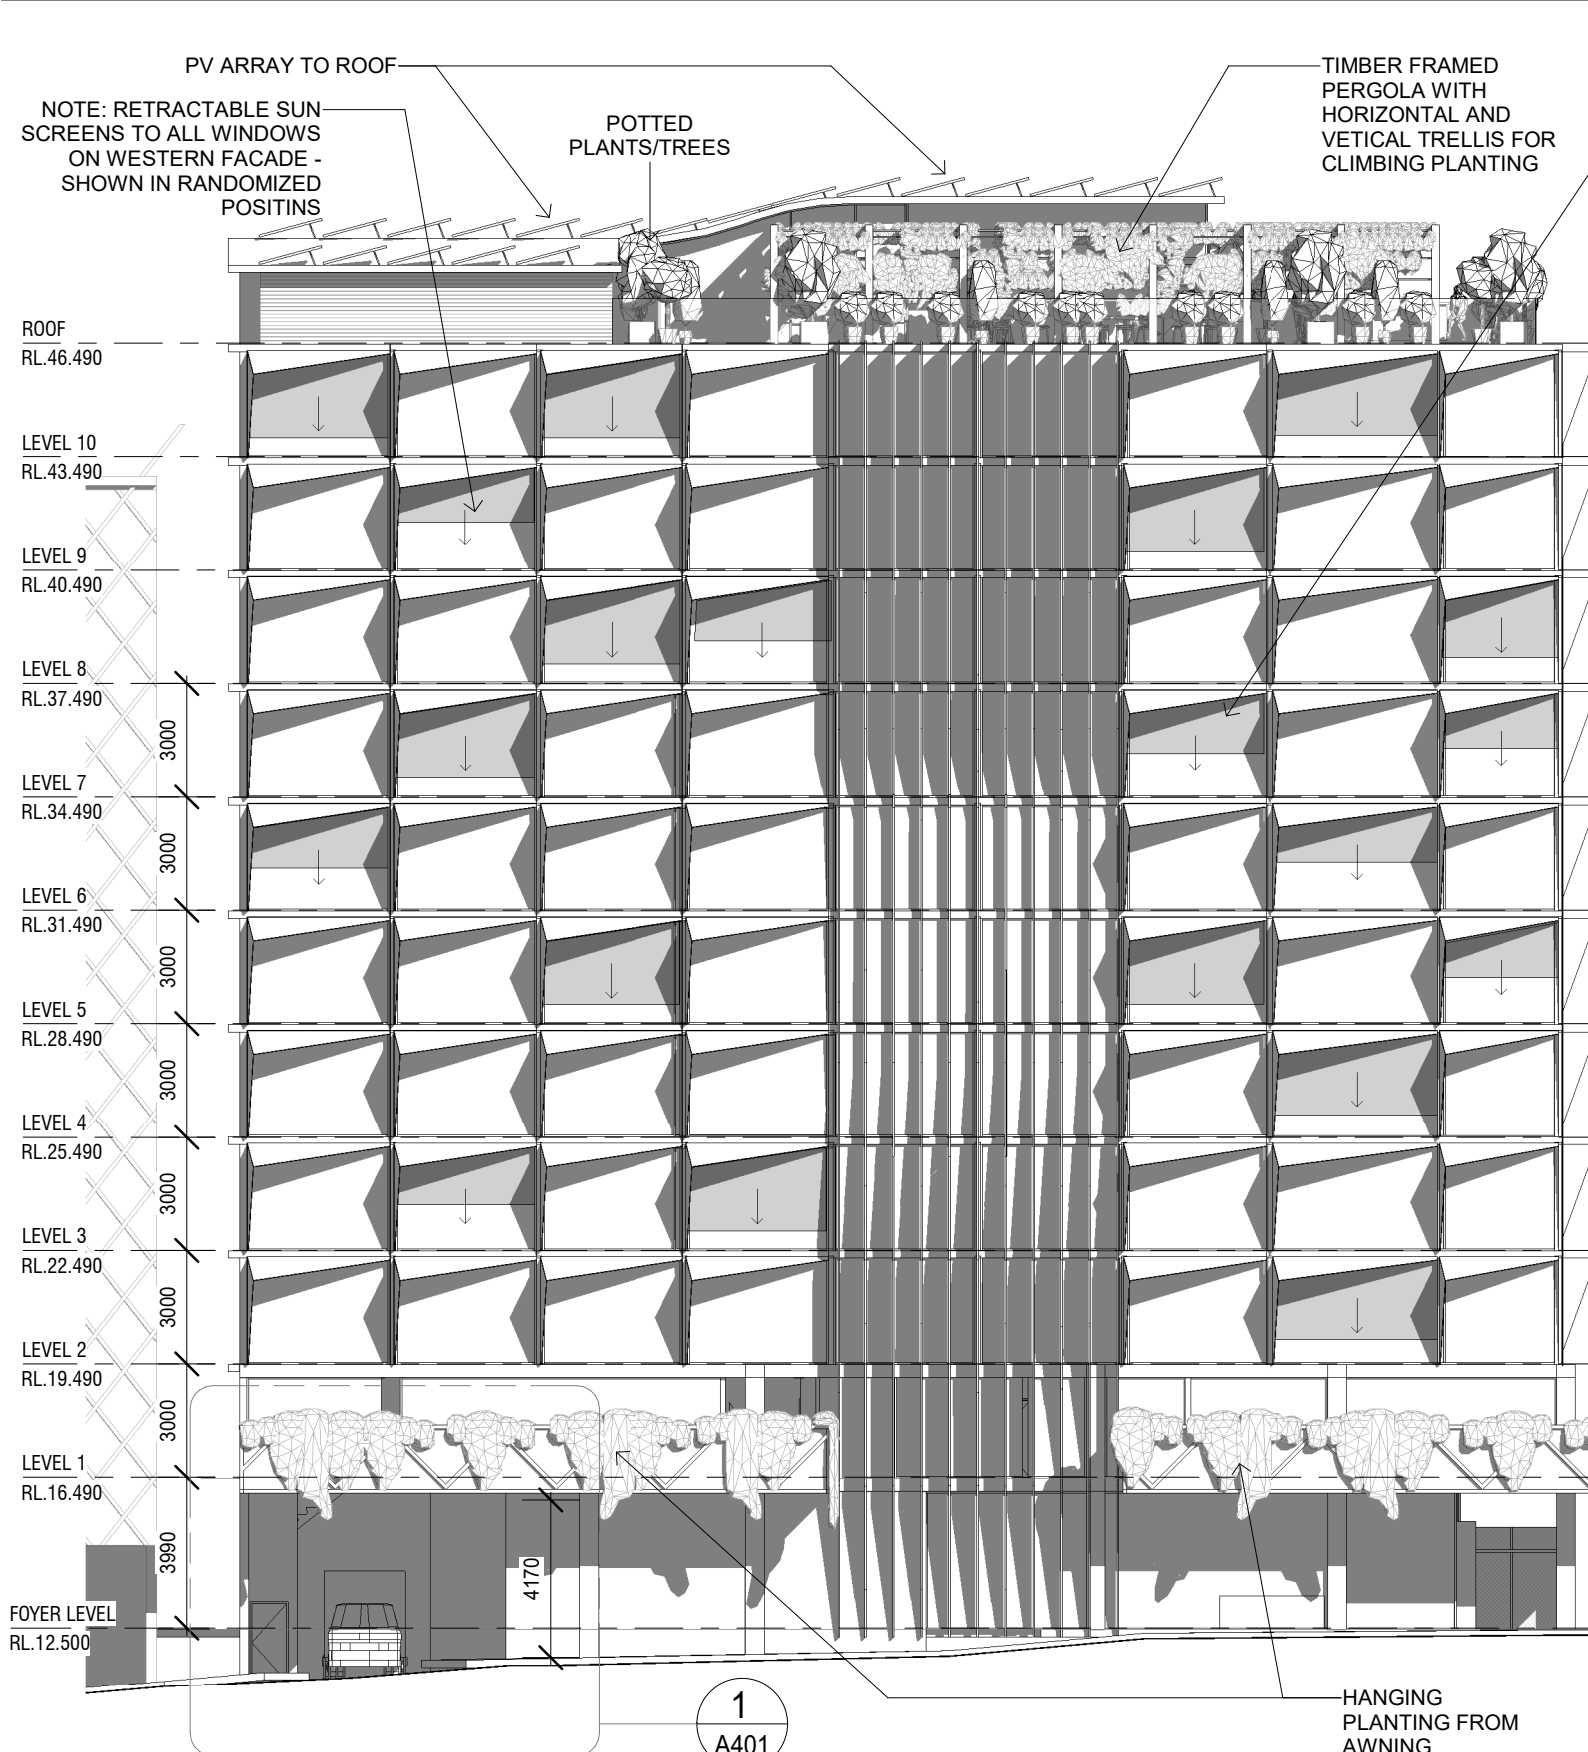 PV ARRAY TO ROOF
NOTE: RETRACTABLE SUN
SCREENS TO ALL WINDOWS
ON WESTERN FACADE -
SHOWN IN RANDOMIZED
POSITINS
POTTED
PLANTS/TREES
TIMBER FRAMED
PERGOLA WITH
HORIZONTAL AND
VETICAL TRELLIS FOR
CLIMBING PLANTING
ROOF
RL.46.490
LEVEL 10
RL.43.490
LEVEL 9
RL.40.490
LEVEL 8
RL.37.490
3000
LEVEL 7
RL.34.490
3000
LEVEL 6
RL.31.490
3000
LEVEL 5
RL.28.490
3000
LEVEL 4
RL.25.490
3000
LEVEL 3
RL.22.490
3000
LEVEL 2
RL.19.490
3000
LEVEL 1
RL.16.490
3990
4170
FOYER LEVEL
RL.12.500
1
A401
HANGING
PLANTING FROM
AWNING